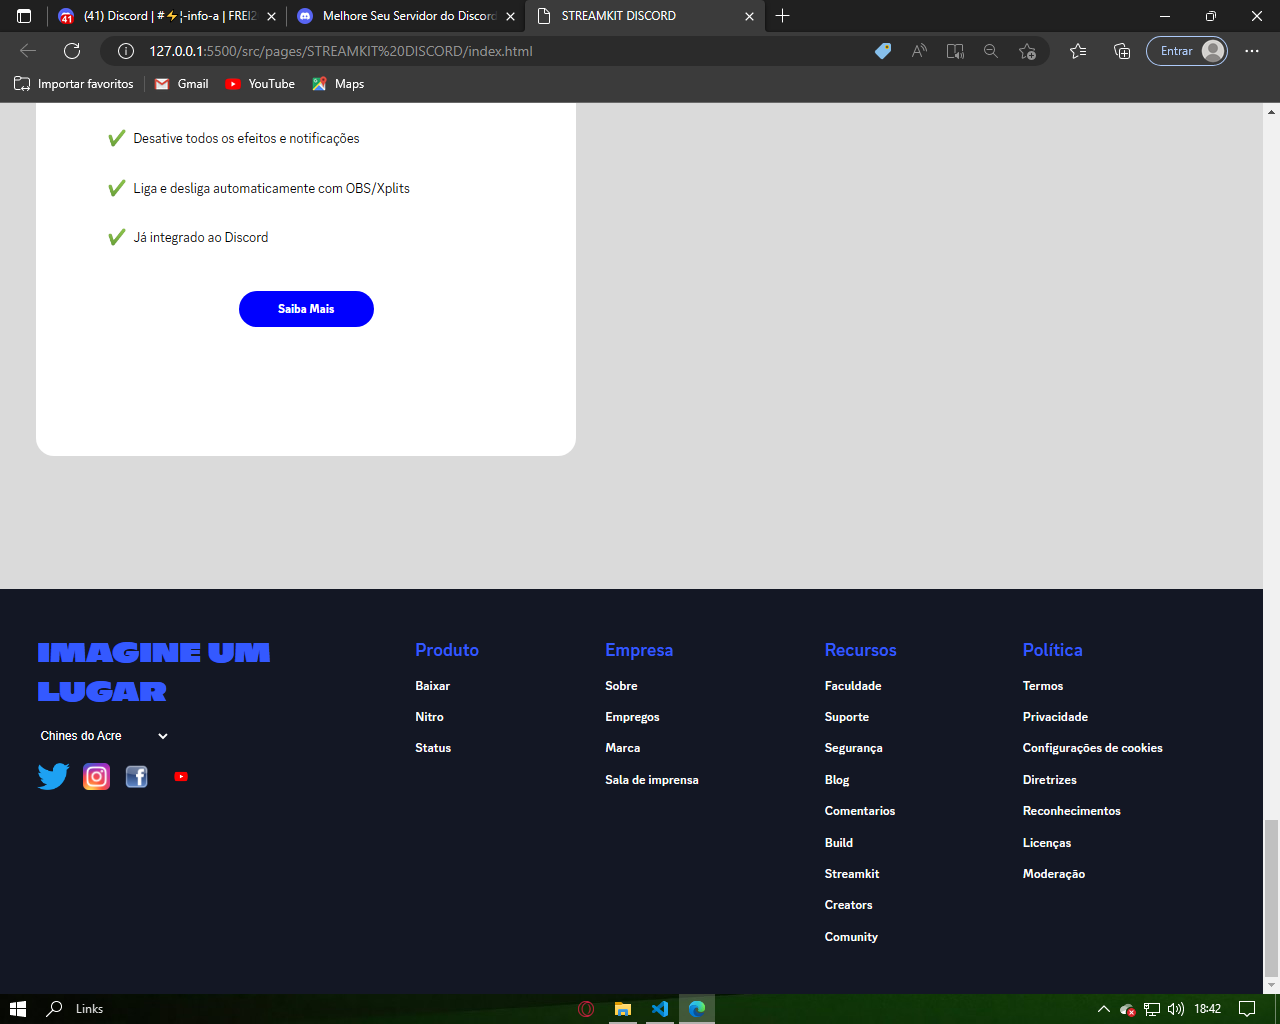 (41) Discord | #⚡¦-info-a | FREI2
Melhore Seu Servidor do Discord
STREAMKIT DISCORD
127.0.0.1:5500/src/pages/STREAMKIT%20DISCORD/index.html
Entrar
Importar favoritos
Gmail
YouTube
Maps
✔ Desative todos os efeitos e notificações
✔ Liga e desliga automaticamente com OBS/Xplits
✔ Já integrado ao Discord
Saiba Mais
IMAGINE UM
LUGAR
Chines do Acre
Produto
Baixar
Nitro
Status
Empresa
Sobre
Empregos
Marca
Sala de imprensa
Recursos
Faculdade
Suporte
Segurança
Blog
Comentarios
Build
Streamkit
Creators
Comunity
Política
Termos
Privacidade
Configurações de cookies
Diretrizes
Reconhecimentos
Licenças
Moderação
Links
18:42